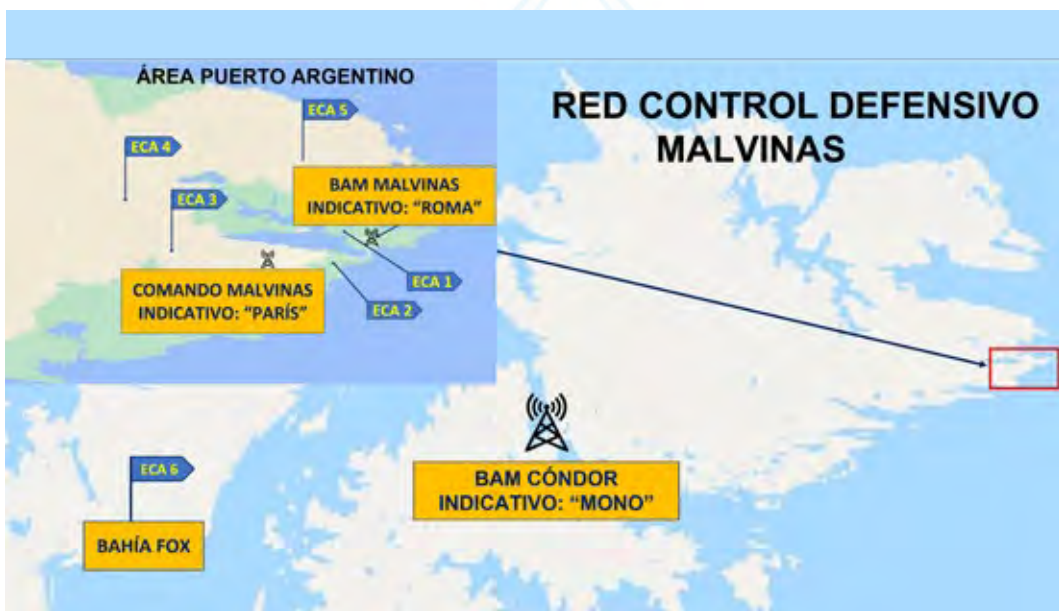 ÁREA PUERTO ARGENTINO
RED CONTROL DEFENSIVO
MALVINAS
ECA 5
ECA 4
BAM MALVINAS
INDICATIVO: “ROMA”
ECA 3
ECA 1
COMANDO MALVINAS
INDICATIVO: “PARÍS”
ECA 2
ECA 6
BAHÍA FOX
BAM CÓNDOR
INDICATIVO: “MONO”